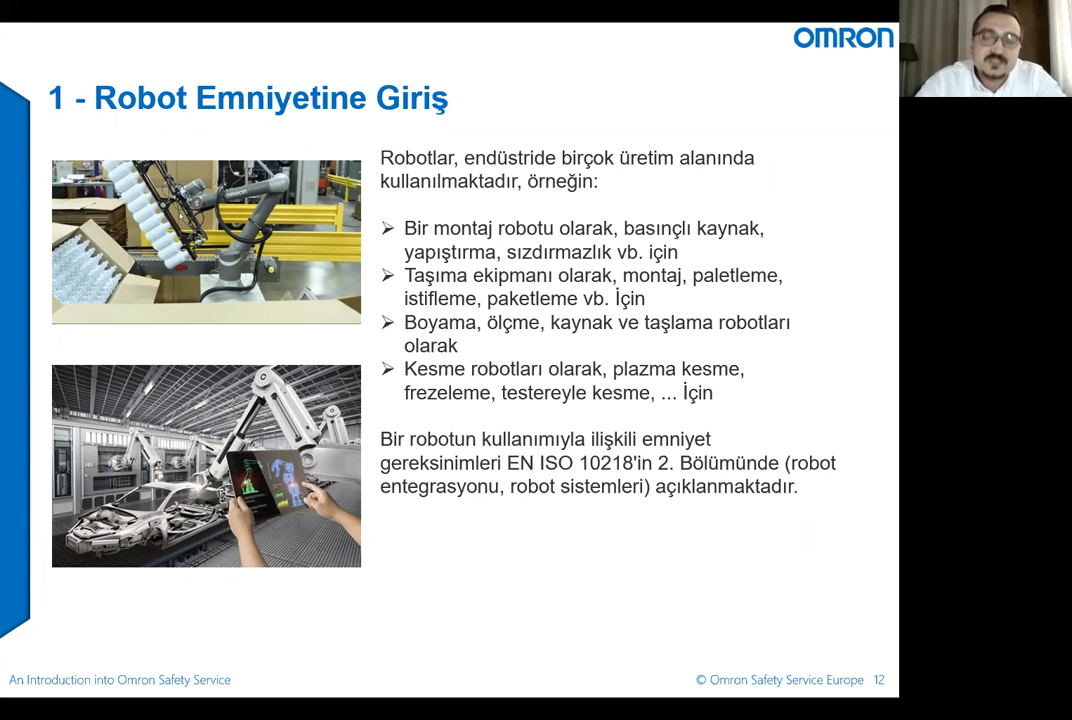 OMRON
1 - Robot Emniyetine Giriş
Robotlar, endüstride birçok üretim alanında
kullanılmaktadır, örneğin:
Bir montaj robotu olarak, basınçlı kaynak,
yapıştırma, sızdırmazlık vb. için
Taşıma ekipmanı olarak, montaj, paletleme,
istifleme, paketleme vb. İçin
Boyama, ölçme, kaynak ve taşlama robotları
olarak
Kesme robotları olarak, plazma kesme,
frezeleme, testereyle kesme, ... İçin
Bir robotun kullanımıyla ilişkili emniyet
gereksinimleri EN ISO 10218'in 2. Bölümünde (robot
entegrasyonu, robot sistemleri) açıklanmaktadır.
OMRON
An Introduction into Omron Safety Service
© Omron Safety Service Europe 12